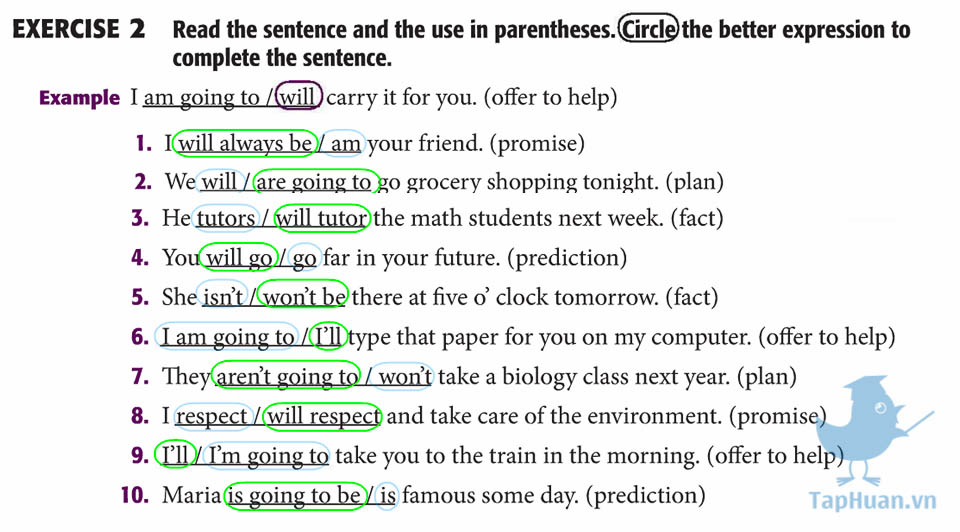 EXERCISE 2 Read the sentence and the use in parentheses. Circle the better expression to
complete the sentence.
Example I am going to / will carry it for you. (offer to help)
1. I will always be / am your friend. (promise)
2. We will / are going to go grocery shopping tonight. (plan)
3. He tutors / will tutor the math students next week. (fact)
4. You will go / go far in your future. (prediction)
5. She isn't / won't be there at five o' clock tomorrow. (fact)
6. I am going to / I'll type that paper for you on my computer. (offer to help)
7. They aren't going to / won't take a biology class next year. (plan)
8. I respect / will respect and take care of the environment. (promise)
9. I'll / I'm going to take you to the train in the morning. (offer to help)
10. Maria is going to be / is famous some day. (prediction)
TapHuan.vn